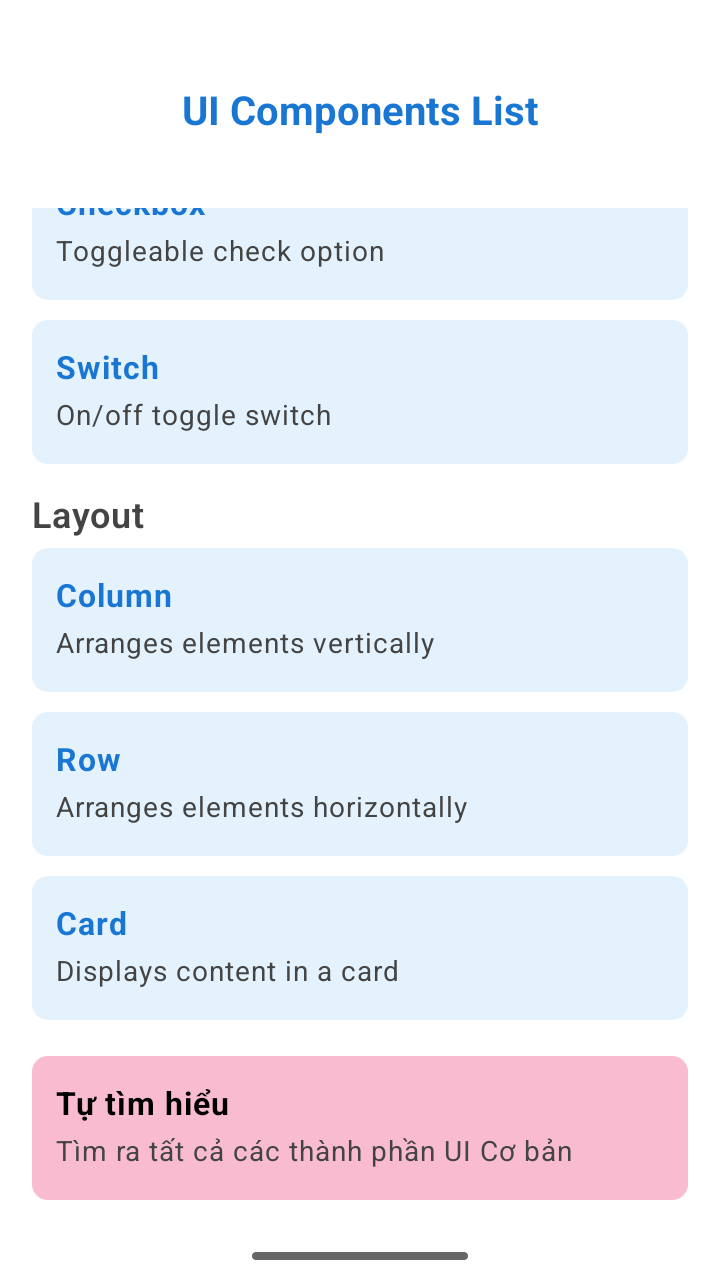 UI Components List
Checkbox
Toggleable check option
Switch
On/off toggle switch
Layout
Column
Arranges elements vertically
Row
Arranges elements horizontally
Card
Displays content in a card
Tự tìm hiểu
Tìm ra tất cả các thành phần UI Cơ bản